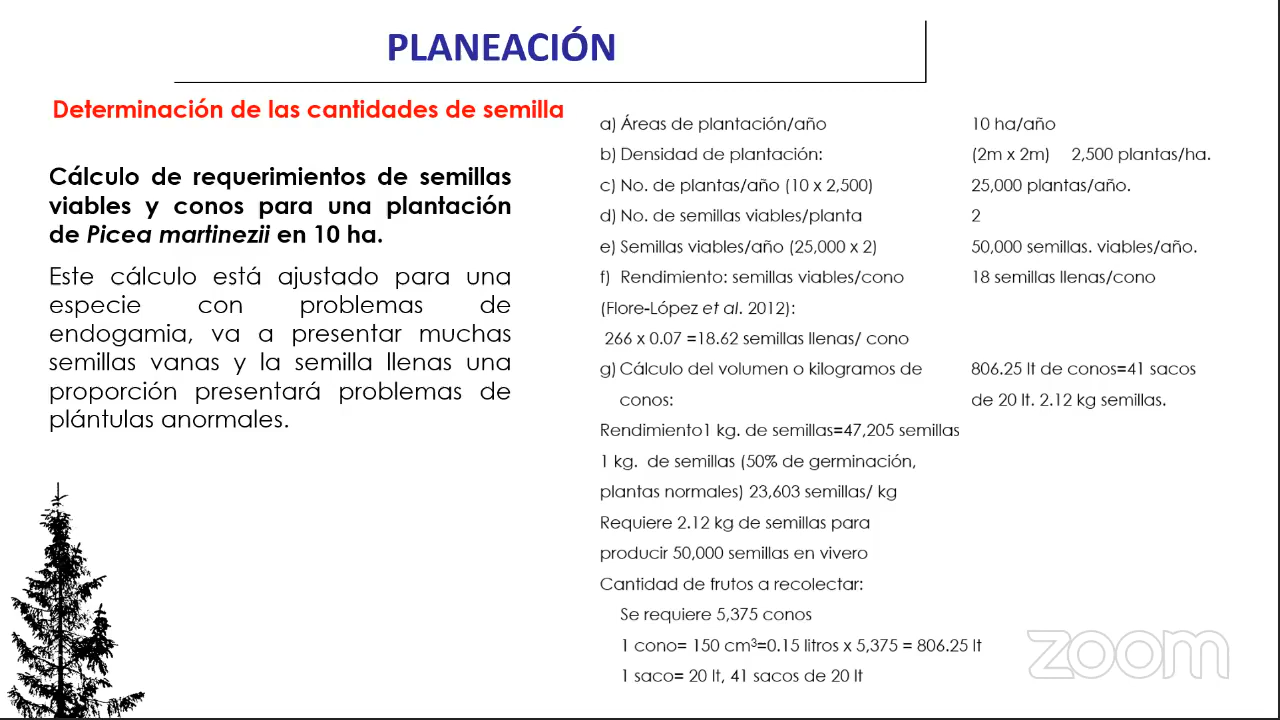 PLANEACIÓN
Determinación de las cantidades de semilla
Cálculo de requerimientos de semillas
viables y conos para una plantación
de Picea martinezii en 10 ha.
Este cálculo está ajustado para una
especie con problemas de
endogamia, va a presentar muchas
semillas vanas y la semilla llenas una
proporción presentará problemas de
plántulas anormales.
a) Áreas de plantación/año 10 ha/año
b) Densidad de plantación: (2m x 2m) 2,500 plantas/ha.
c) No. de plantas/año (10 x 2,500) 25,000 plantas/año.
d) No. de semillas viables/planta 2
e) Semillas viables/año (25,000 x 2) 50,000 semillas. viables/año.
f) Rendimiento: semillas viables/cono 18 semillas llenas/cono
(Flore-López et al. 2012):
266 x 0.07 =18.62 semillas llenas/ cono
g) Cálculo del volumen o kilogramos de 806.25 lt de conos=41 sacos
conos: de 20 lt. 2.12 kg semillas.
Rendimiento1 kg. de semillas=47,205 semillas
1 kg. de semillas (50% de germinación,
plantas normales) 23,603 semillas/ kg
Requiere 2.12 kg de semillas para
producir 50,000 semillas en vivero
Cantidad de frutos a recolectar:
Se requiere 5,375 conos
1 cono= 150 cm³=0.15 litros x 5,375 = 806.25 lt
1 saco= 20 lt, 41 sacos de 20 lt
zoom